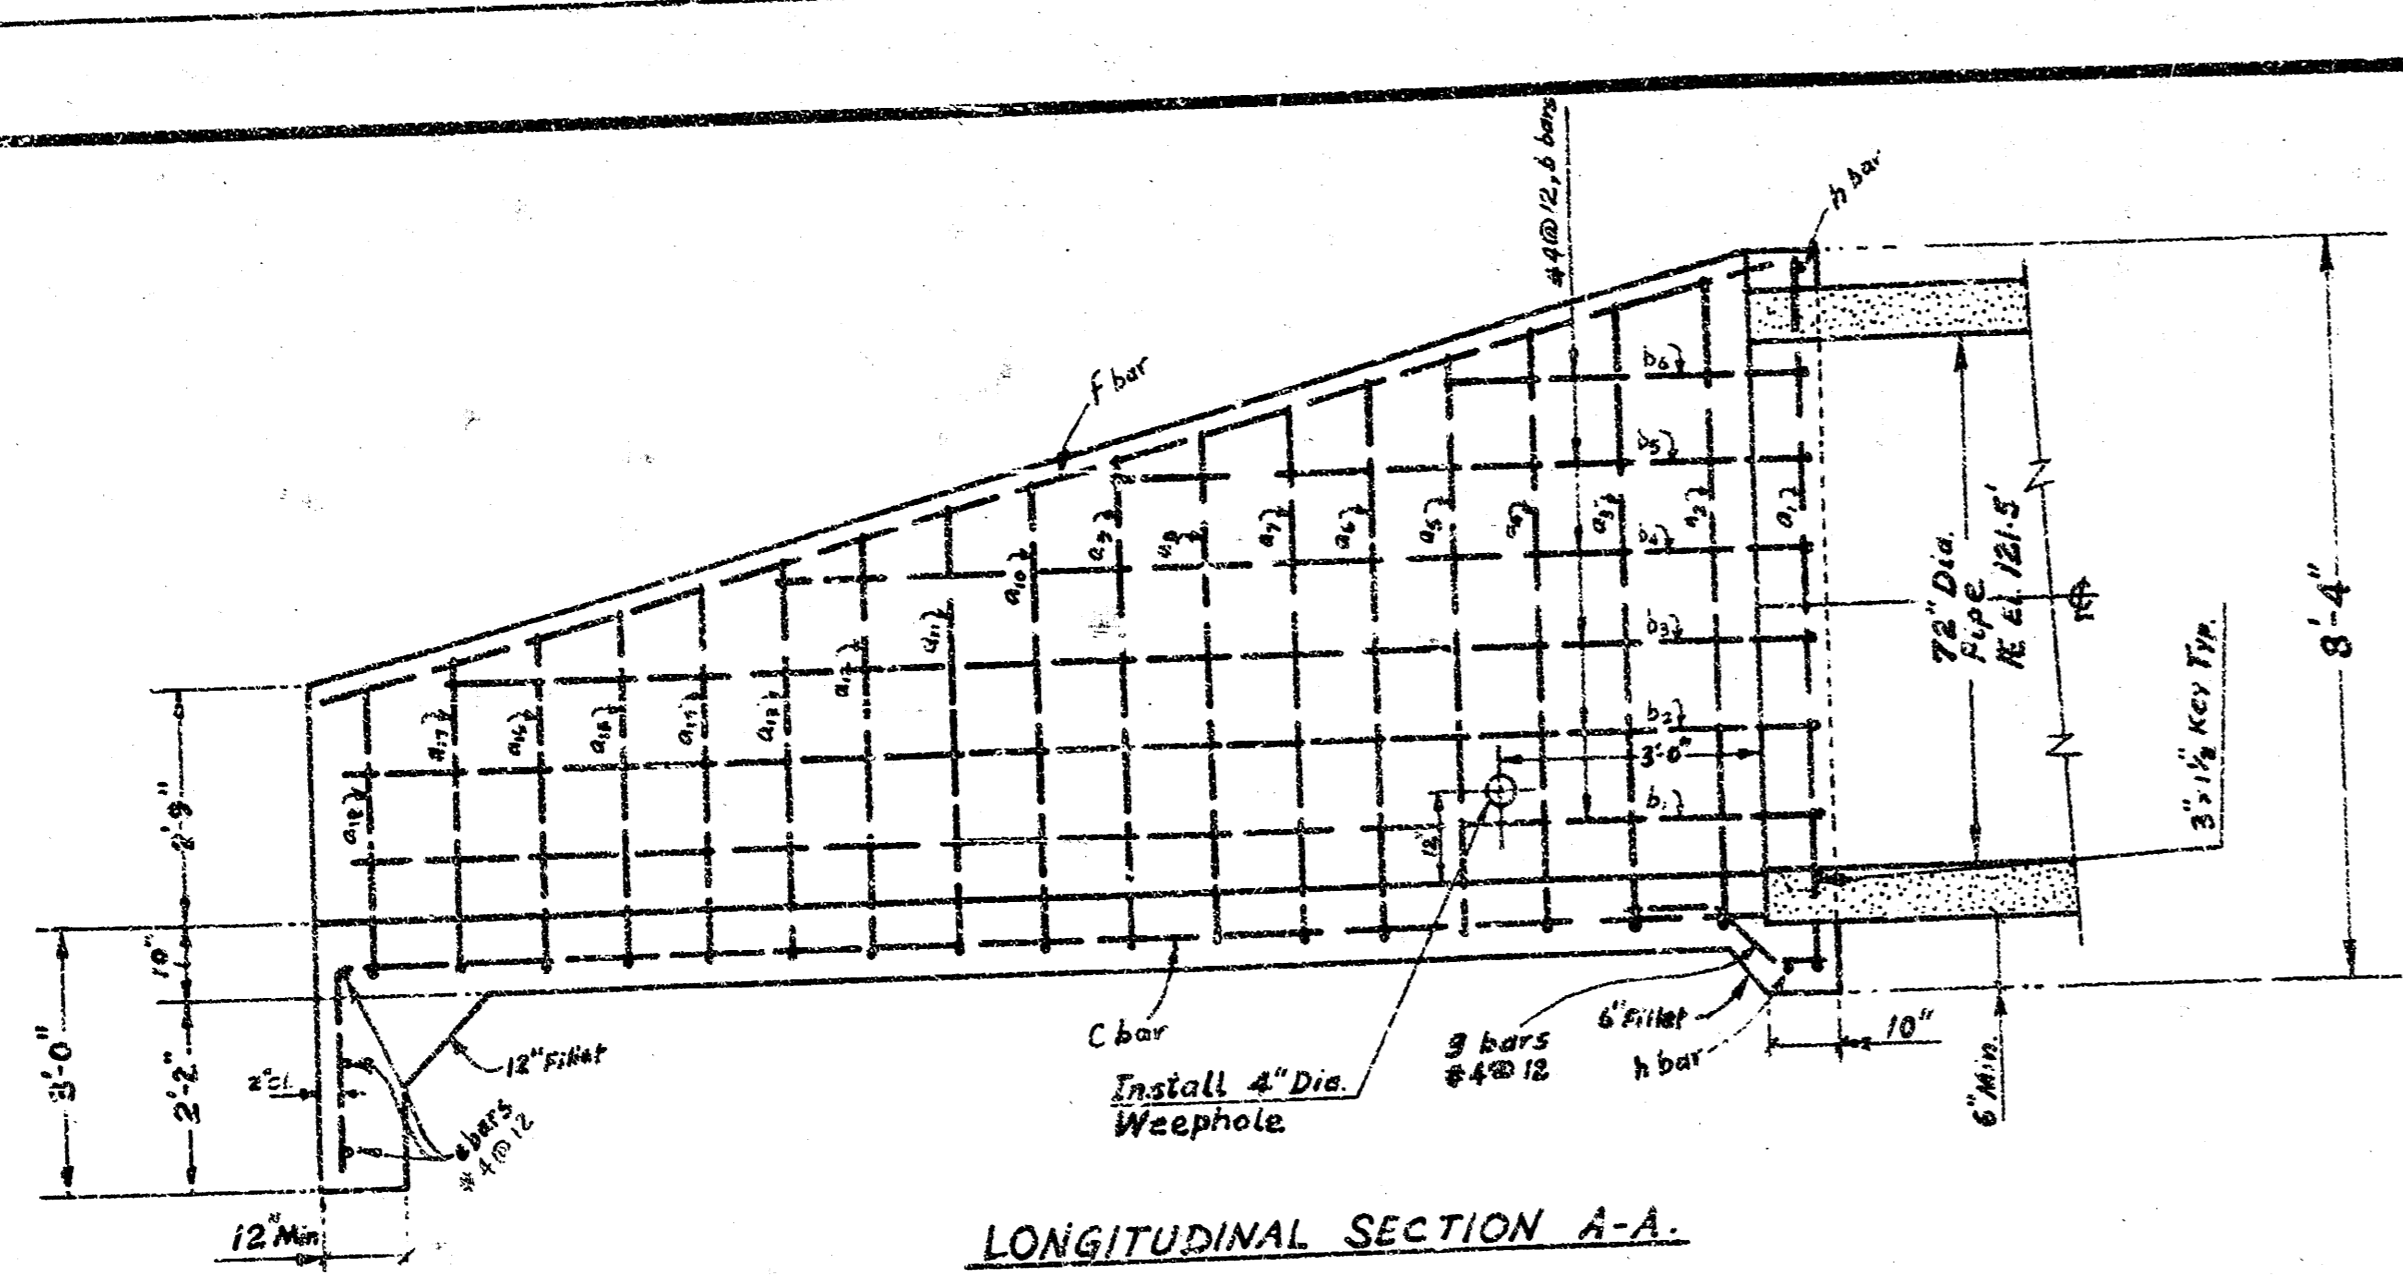 #4@12, b bars
h bar
f bar
b6
b5
b4
b3
b2
b1
a1
a2
a3
a4
a5
a6
a7
a8
a9
a10
a11
a12
a13
a14
a15
a16
a17
a18
72" Dia.
Pipe
IE EL. 121.5'
8'-4"
3" x 1½" Key Typ.
3'-0"
12"
10"
3'-0"
2'-2"
2" cl.
12" Fillet
e bars
#4@12
12" Min
C bar
Install 4" Dia.
Weephole
g bars
#4@12
6" Fillet
h bar
10"
6" Min.
LONGITUDINAL SECTION A-A.